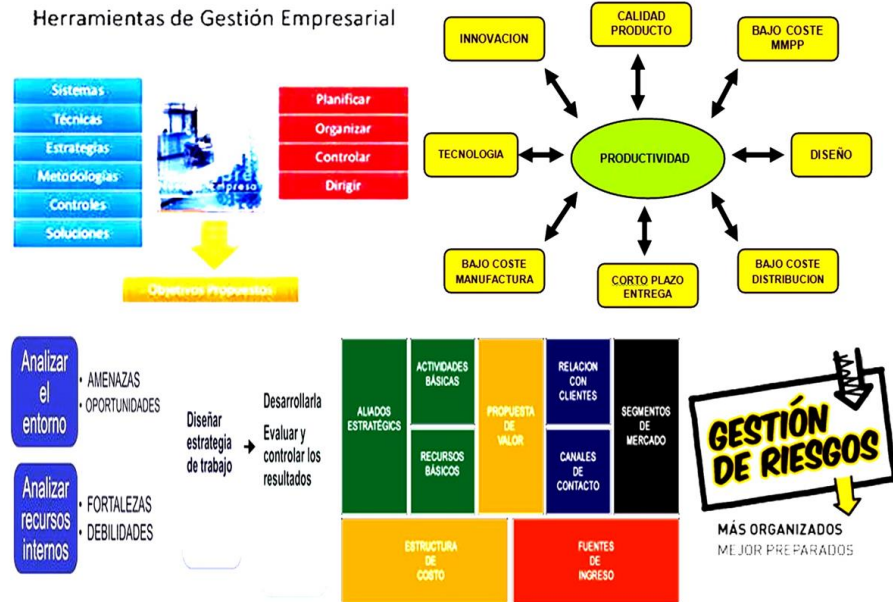 Herramientas de Gestión Empresarial
Sistemas
Técnicas
Estrategias
Metodologías
Controles
Soluciones
Empresa
Planificar
Organizar
Controlar
Dirigir
Objetivos Propuestos
INNOVACION
CALIDAD
PRODUCTO
BAJO COSTE
MMPP
TECNOLOGIA
PRODUCTIVIDAD
DISEÑO
BAJO COSTE
MANUFACTURA
CORTO PLAZO
ENTREGA
BAJO COSTE
DISTRIBUCION
Analizar
el
entorno
• AMENAZAS
• OPORTUNIDADES
Analizar
recursos
internos
• FORTALEZAS
• DEBILIDADES
Diseñar
estrategia
de trabajo
Desarrollarla
Evaluar y
controlar los
resultados
ALIADOS
ESTRATÉGICS
ACTIVIDADES
BÁSICAS
RECURSOS
BÁSICOS
PROPUESTA
DE
VALOR
RELACION
CON
CLIENTES
CANALES
DE
CONTACTO
SEGMENTOS
DE
MERCADO
ESTRUCTURA
DE
COSTO
FUENTES
DE
INGRESO
GESTIÓN
DE RIESGOS
MÁS ORGANIZADOS
MEJOR PREPARADOS